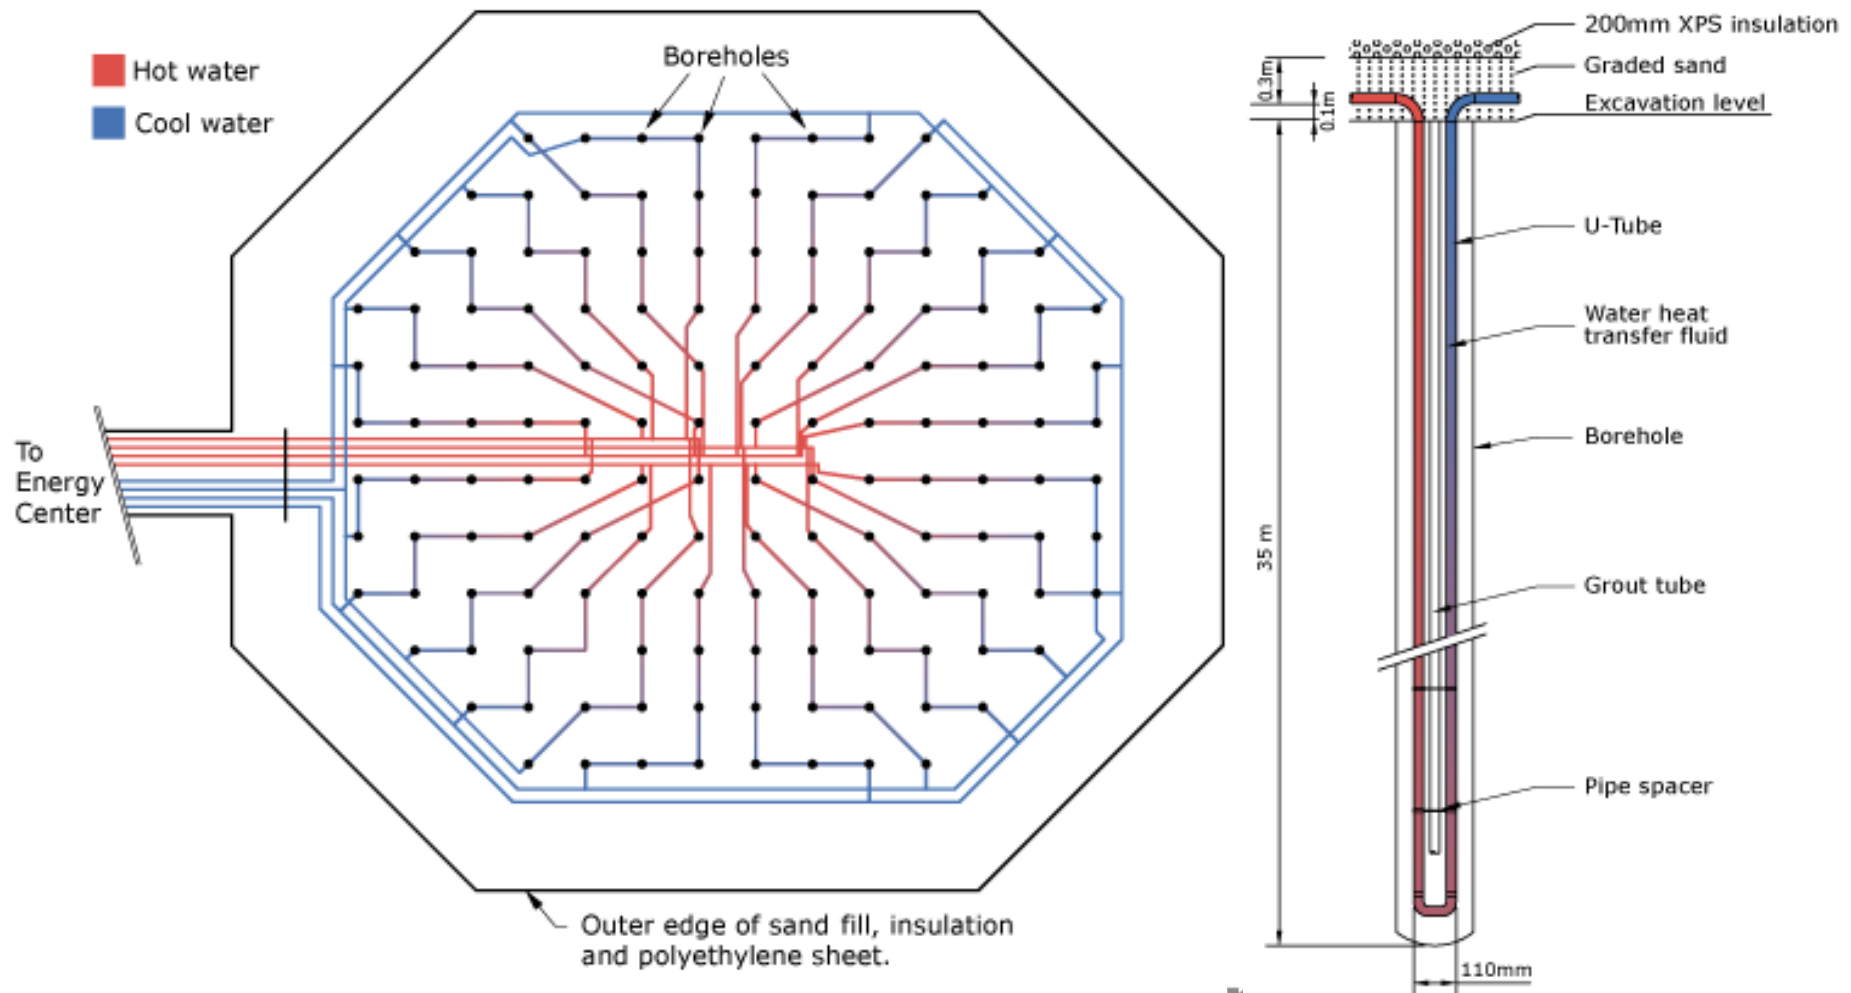 Hot water
Cool water
Boreholes
To
Energy
Center
Outer edge of sand fill, insulation
and polyethylene sheet.
200mm XPS insulation
Graded sand
Excavation level
0.3m
0.1m
U-Tube
Water heat
transfer fluid
Borehole
35 m
Grout tube
Pipe spacer
110mm